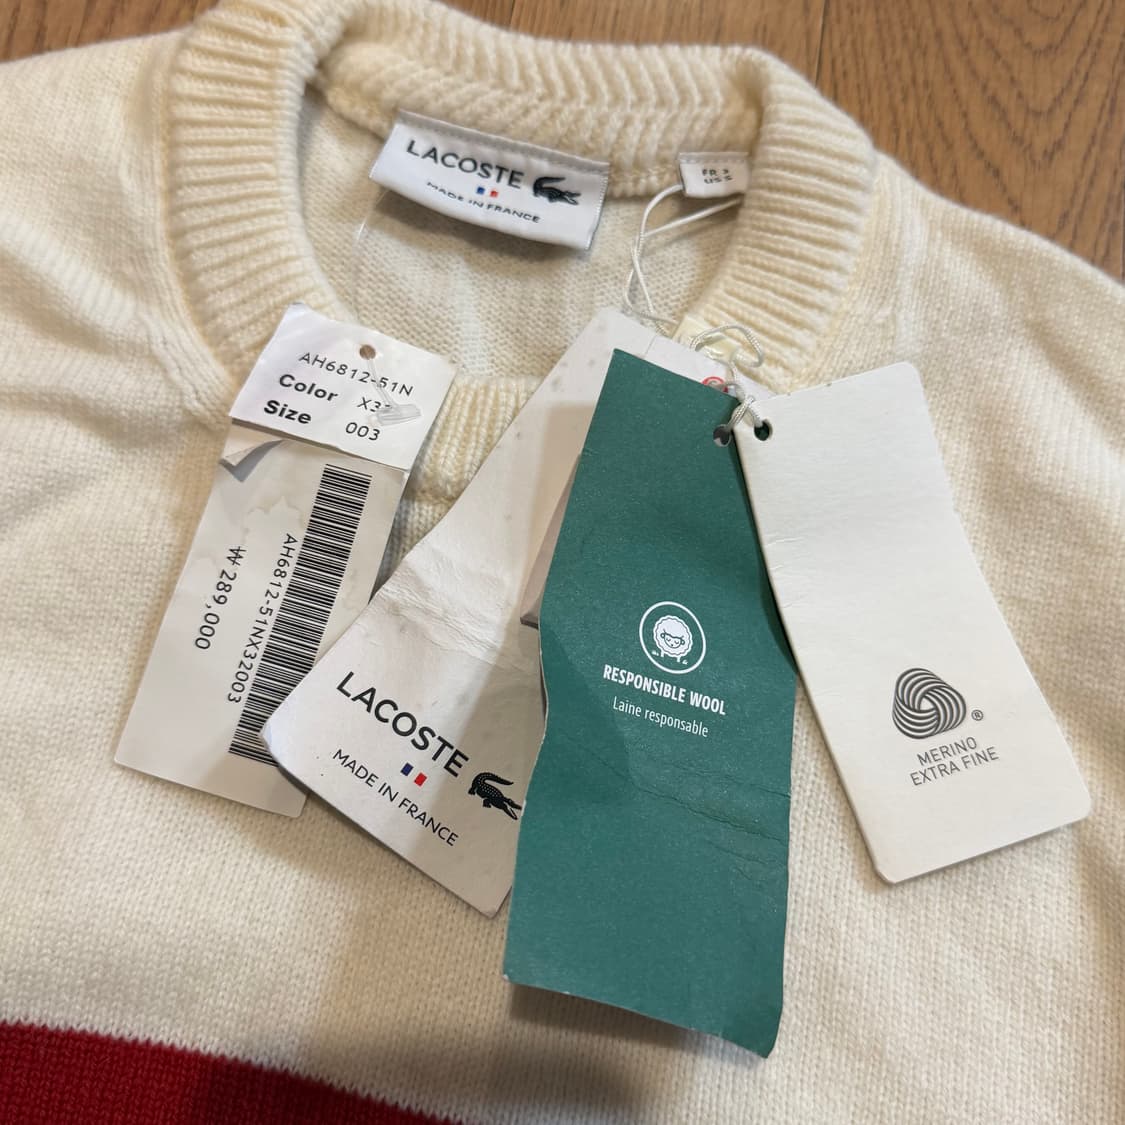 LACOSTE
MADE IN FRANCE
FR 3
US S
AH6812-51N
Color
Size 003
AH6812-51NX32003
₩ 289,000
LACOSTE
MADE IN FRANCE
RESPONSIBLE WOOL
Laine responsable
®
MERINO
EXTRA FINE